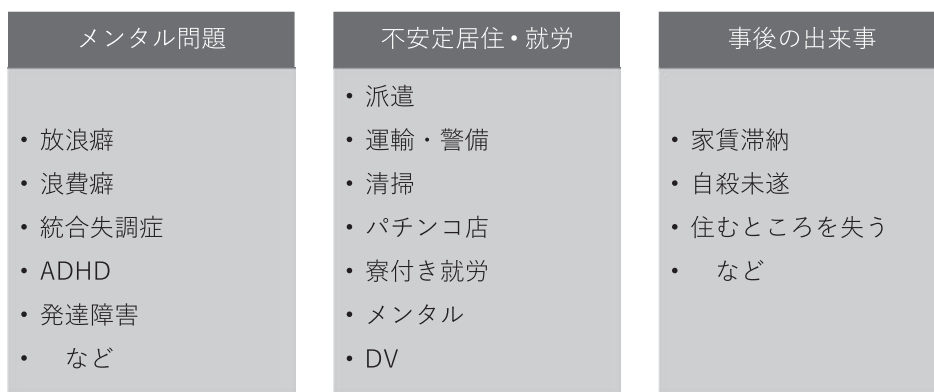 メンタル問題
・放浪癖
・浪費癖
・統合失調症
・ADHD
・発達障害
・　など
不安定居住・就労
・派遣
・運輸・警備
・清掃
・パチンコ店
・寮付き就労
・メンタル
・DV
事後の出来事
・家賃滞納
・自殺未遂
・住むところを失う
・　など